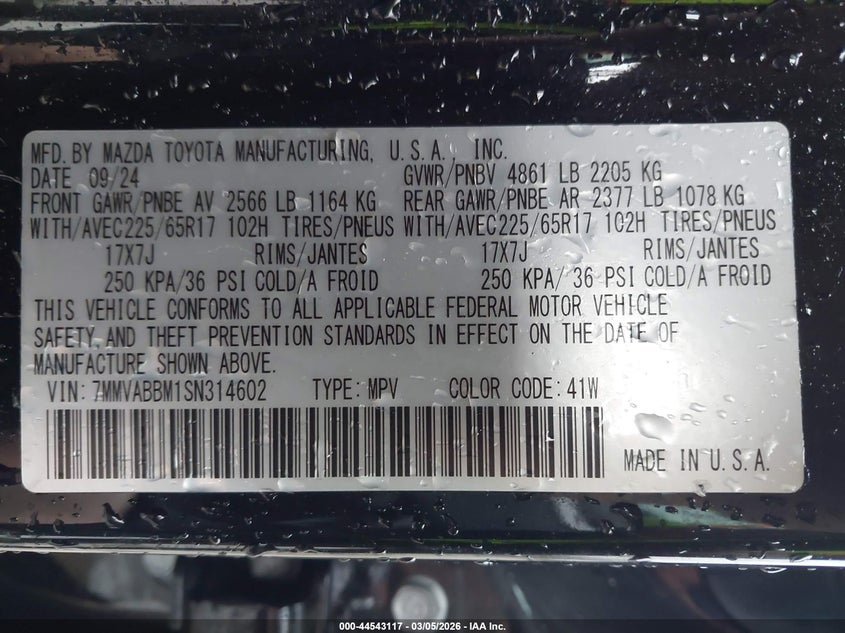 MFD. BY MAZDA TOYOTA MANUFACTURING, U.S.A. INC.
DATE 09/24 GVWR/PNBV 4861 LB 2205 KG
FRONT GAWR/PNBE AV 2566 LB 1164 KG REAR GAWR/PNBE AR 2377 LB 1078 KG
WITH/AVEC225/65R17 102H TIRES/PNEUS WITH/AVEC225/65R17 102H TIRES/PNEUS
17X7J RIMS/JANTES 17X7J RIMS/JANTES
250 KPA/36 PSI COLD/A FROID 250 KPA/ 36 PSI COLD/A FROID
THIS VEHICLE CONFORMS TO ALL APPLICABLE FEDERAL MOTOR VEHICLE
SAFETY AND THEFT PREVENTION STANDARDS IN EFFECT ON THE DATE OF
MANUFACTURE SHOWN ABOVE.
VIN: 7MMVABBM1SN314602 TYPE: MPV COLOR CODE: 41W
MADE IN U.S.A.
000-44543117 - 03/05/2026 - IAA Inc.